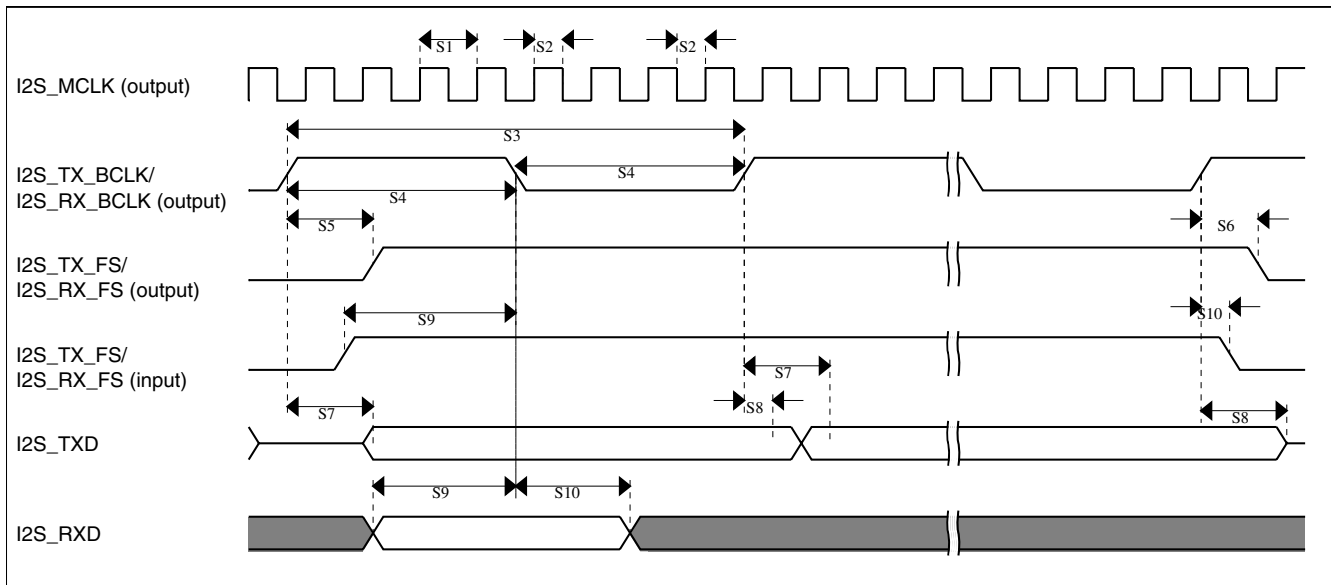 S1 S2 S2
I2S_MCLK (output)
S3
I2S_TX_BCLK/
I2S_RX_BCLK (output)
S4
S4
S5 S6
I2S_TX_FS/
I2S_RX_FS (output)
S9 S10
I2S_TX_FS/
I2S_RX_FS (input)
S7
S7 S8 S8
I2S_TXD
S9 S10
I2S_RXD